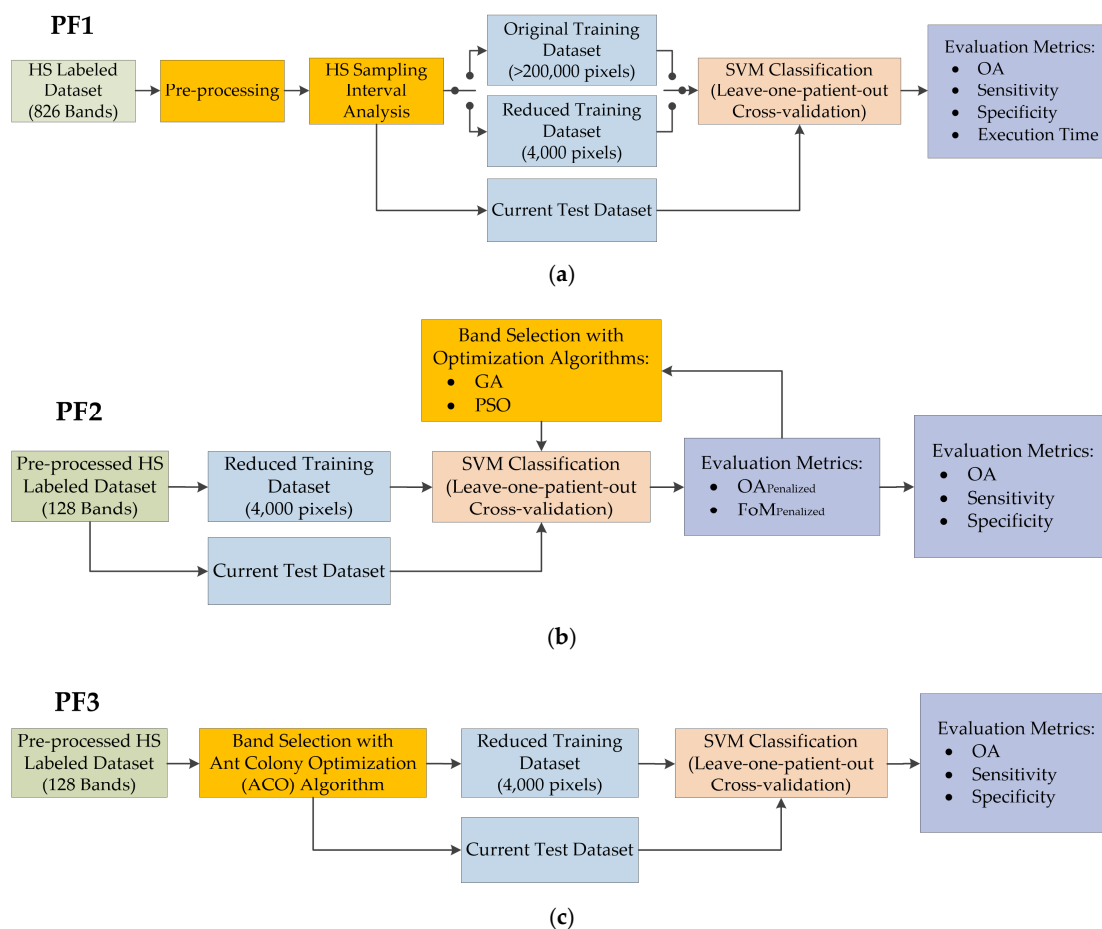 PF1
HS Labeled
Dataset
(826 Bands)
Pre-processing
HS Sampling
Interval
Analysis
Original Training
Dataset
(>200,000 pixels)
Reduced Training
Dataset
(4,000 pixels)
Current Test Dataset
SVM Classification
(Leave-one-patient-out
Cross-validation)
Evaluation Metrics:
• OA
• Sensitivity
• Specificity
• Execution Time
(a)
PF2
Pre-processed HS
Labeled Dataset
(128 Bands)
Reduced Training
Dataset
(4,000 pixels)
Current Test Dataset
Band Selection with
Optimization Algorithms:
• GA
• PSO
SVM Classification
(Leave-one-patient-out
Cross-validation)
Evaluation Metrics:
• OAPenalized
• FoMPenalized
Evaluation Metrics:
• OA
• Sensitivity
• Specificity
(b)
PF3
Pre-processed HS
Labeled Dataset
(128 Bands)
Band Selection with
Ant Colony Optimization
(ACO) Algorithm
Reduced Training
Dataset
(4,000 pixels)
Current Test Dataset
SVM Classification
(Leave-one-patient-out
Cross-validation)
Evaluation Metrics:
• OA
• Sensitivity
• Specificity
(c)